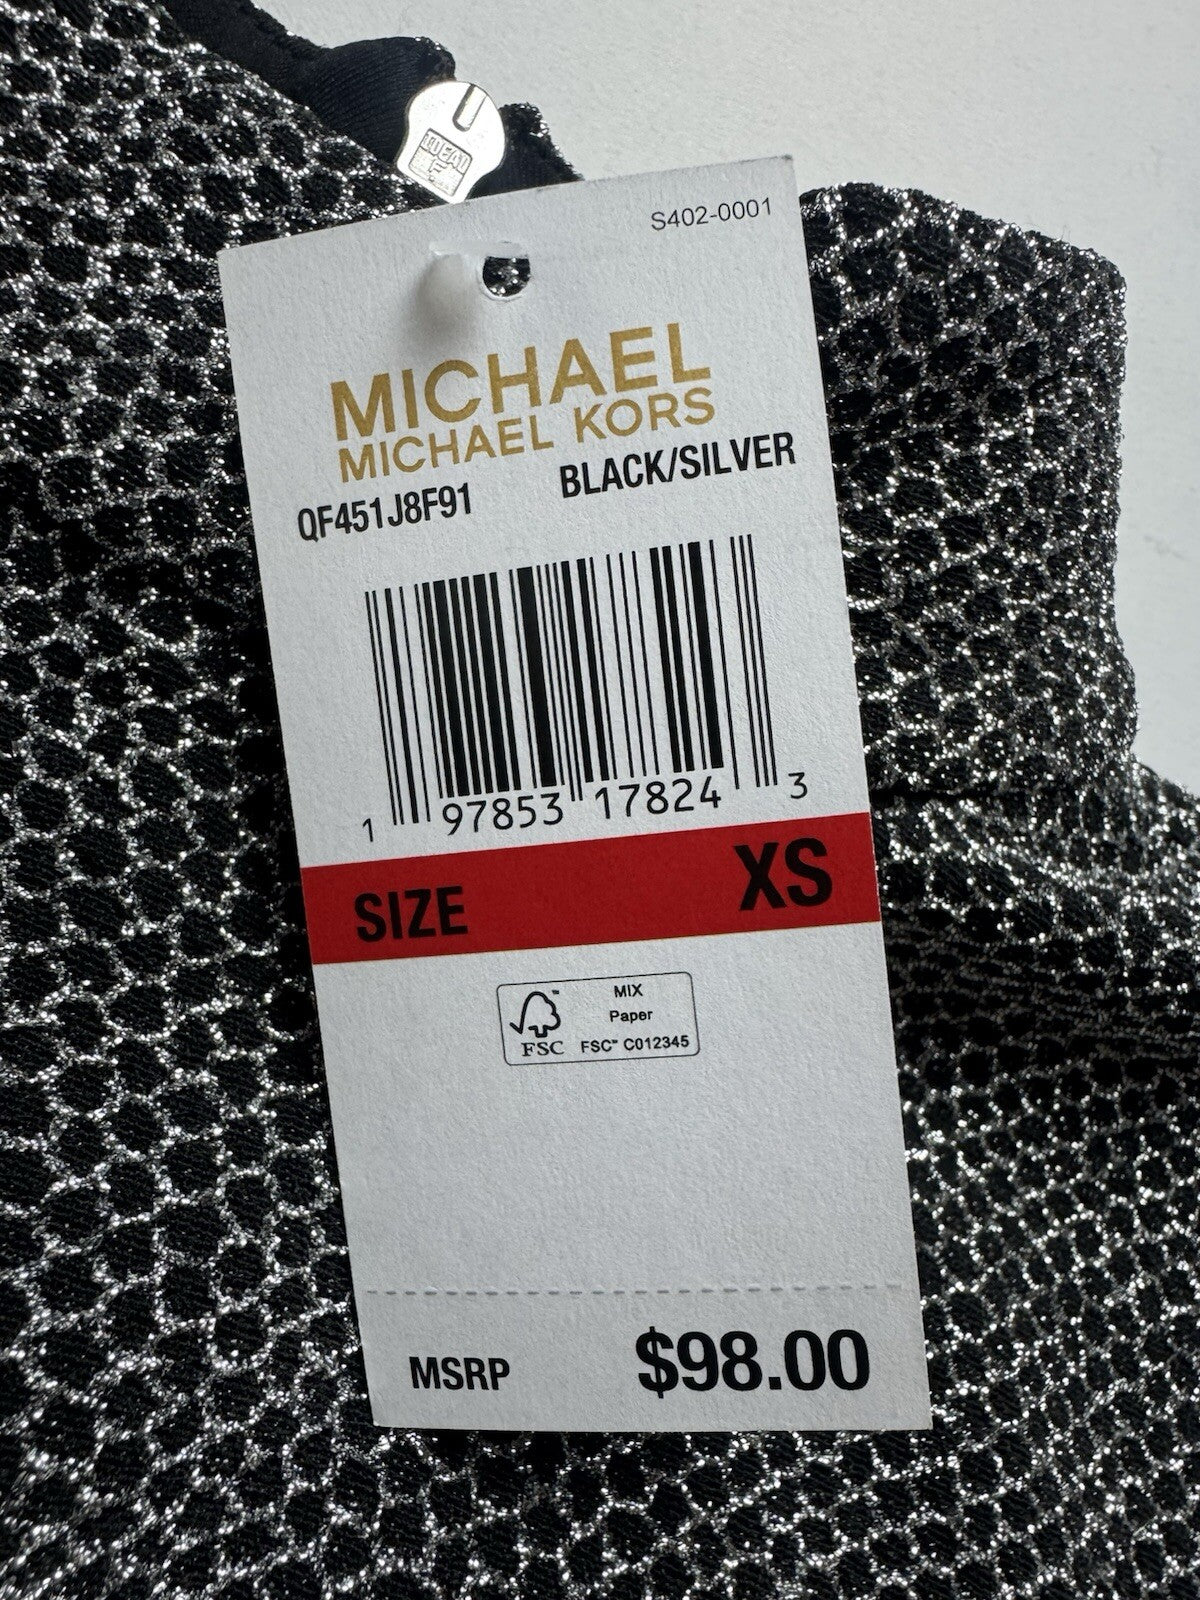 IDEAL
S402-0001
MICHAEL
MICHAEL KORS
QF451J8F91 BLACK/SILVER
1 97853 17824 3
SIZE XS
MIX
Paper
FSC FSC™ C012345
MSRP $98.00